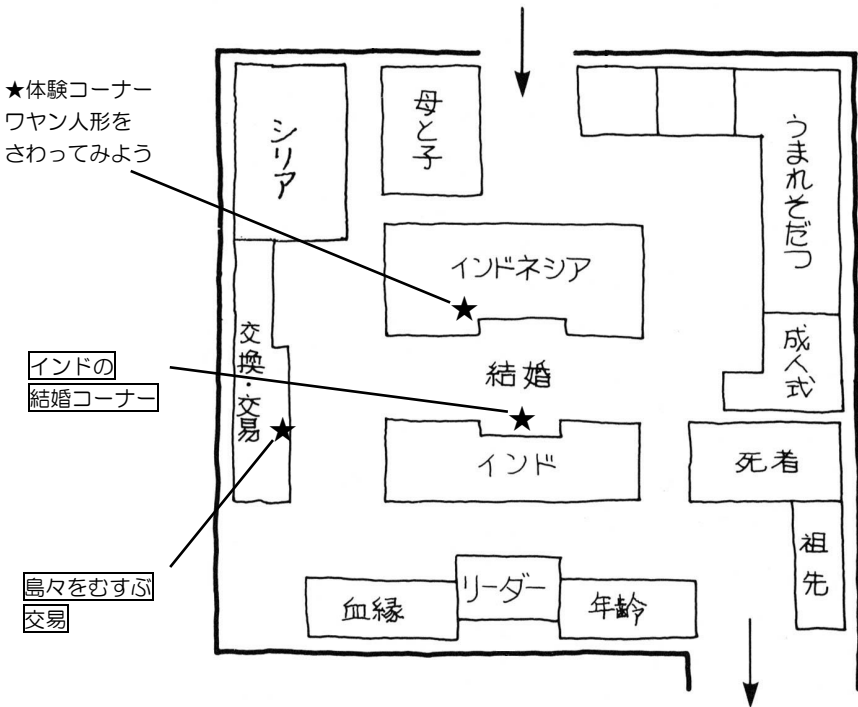 ★体験コーナー
ワヤン人形を
さわってみよう
シリア
母と子
うまれそだつ
インドネシア
★
交換・交易
結婚
成人式
インドの
結婚コーナー
★
★
インド
死者
祖先
島々をむすぶ
交易
血縁
リーダー
年齢